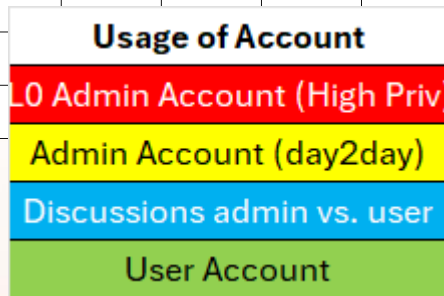 Usage of Account
L0 Admin Account (High Priv)
Admin Account (day2day)
Discussions admin vs. user
User Account